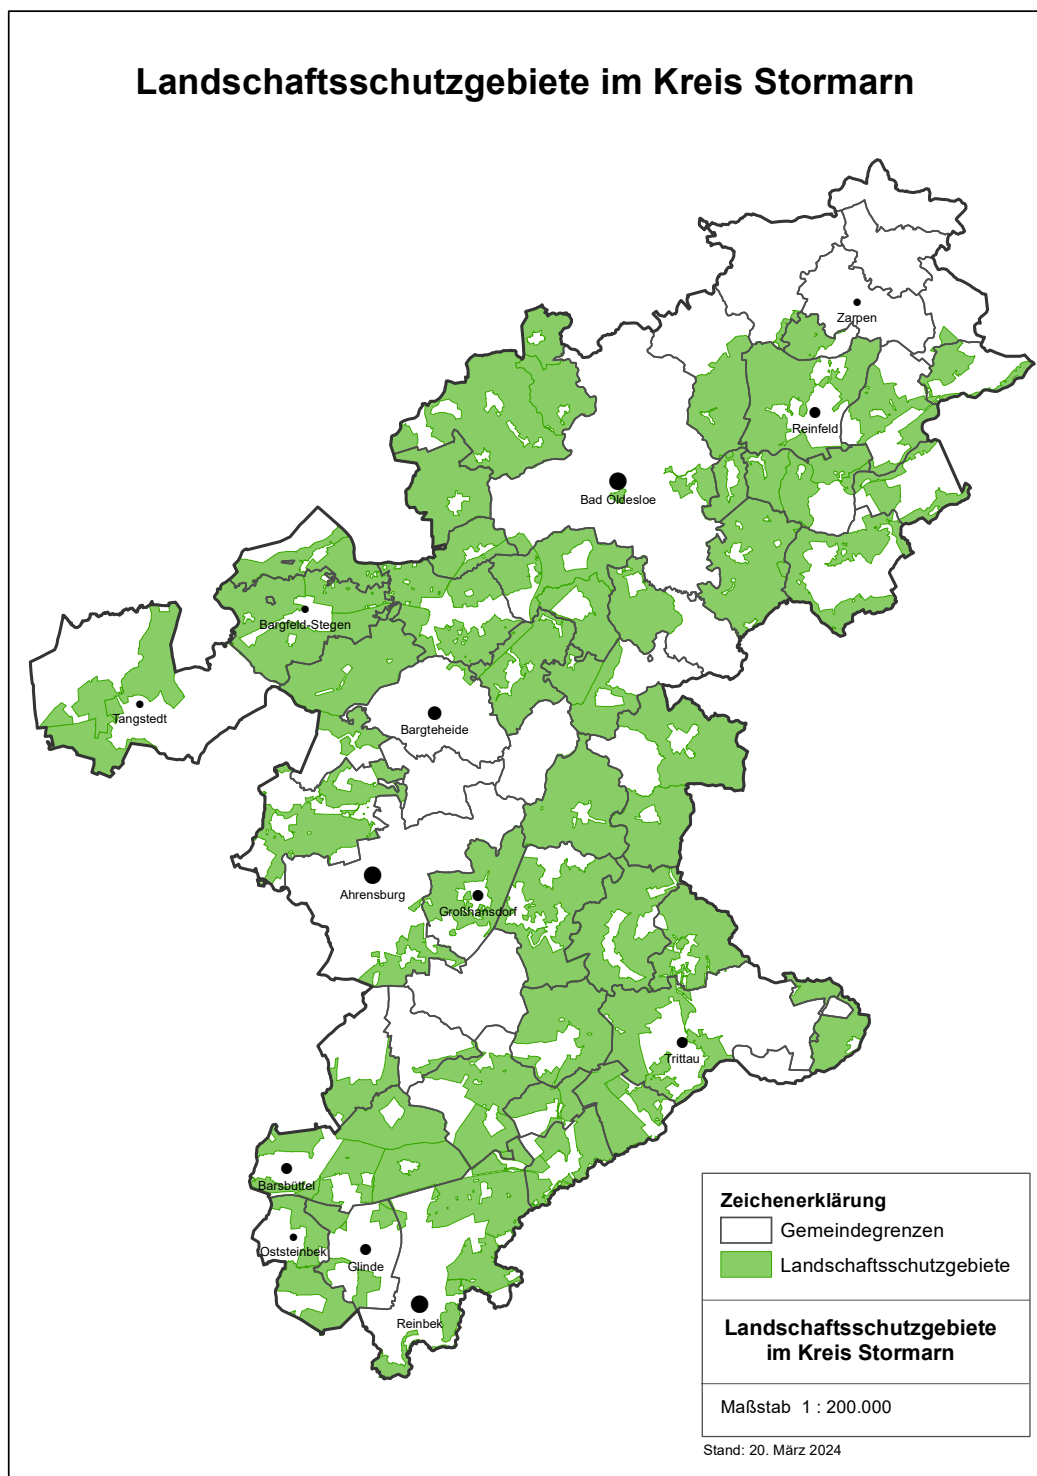 Landschaftsschutzgebiete im Kreis Stormarn
Zarpen
Reinfeld
Bad Oldesloe
Bargfeld-Stegen
Tangstedt
Bargteheide
Ahrensburg
Großhansdorf
Trittau
Barsbüttel
Oststeinbek
Glinde
Reinbek
Zeichenerklärung
Gemeindegrenzen
Landschaftsschutzgebiete
Landschaftsschutzgebiete
im Kreis Stormarn
Maßstab 1 : 200.000
Stand: 20. März 2024